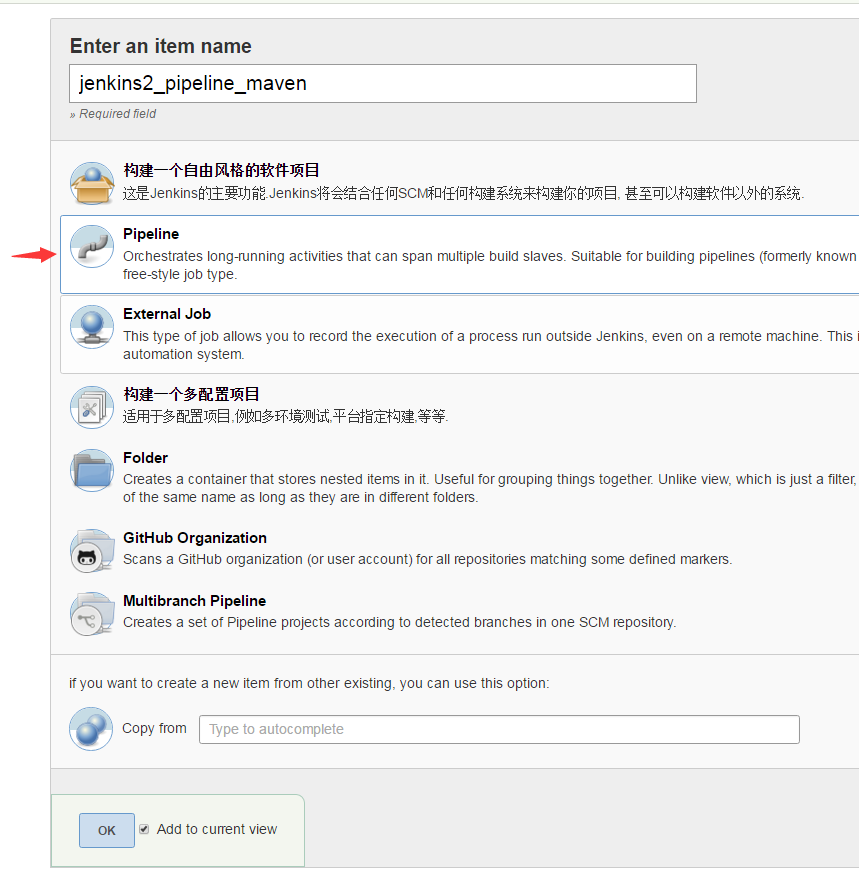 Enter an item name
jenkins2_pipeline_maven
» Required field
构建一个自由风格的软件项目
这是Jenkins的主要功能.Jenkins将会结合任何SCM和任何构建系统来构建你的项目, 甚至可以构建软件以外的系统.
Pipeline
Orchestrates long-running activities that can span multiple build slaves. Suitable for building pipelines (formerly known
free-style job type.
External Job
This type of job allows you to record the execution of a process run outside Jenkins, even on a remote machine. This i
automation system.
构建一个多配置项目
适用于多配置项目,例如多环境测试,平台指定构建,等等.
Folder
Creates a container that stores nested items in it. Useful for grouping things together. Unlike view, which is just a filter,
of the same name as long as they are in different folders.
GitHub Organization
Scans a GitHub organization (or user account) for all repositories matching some defined markers.
Multibranch Pipeline
Creates a set of Pipeline projects according to detected branches in one SCM repository.
if you want to create a new item from other existing, you can use this option:
Copy from
Type to autocomplete
OK
Add to current view